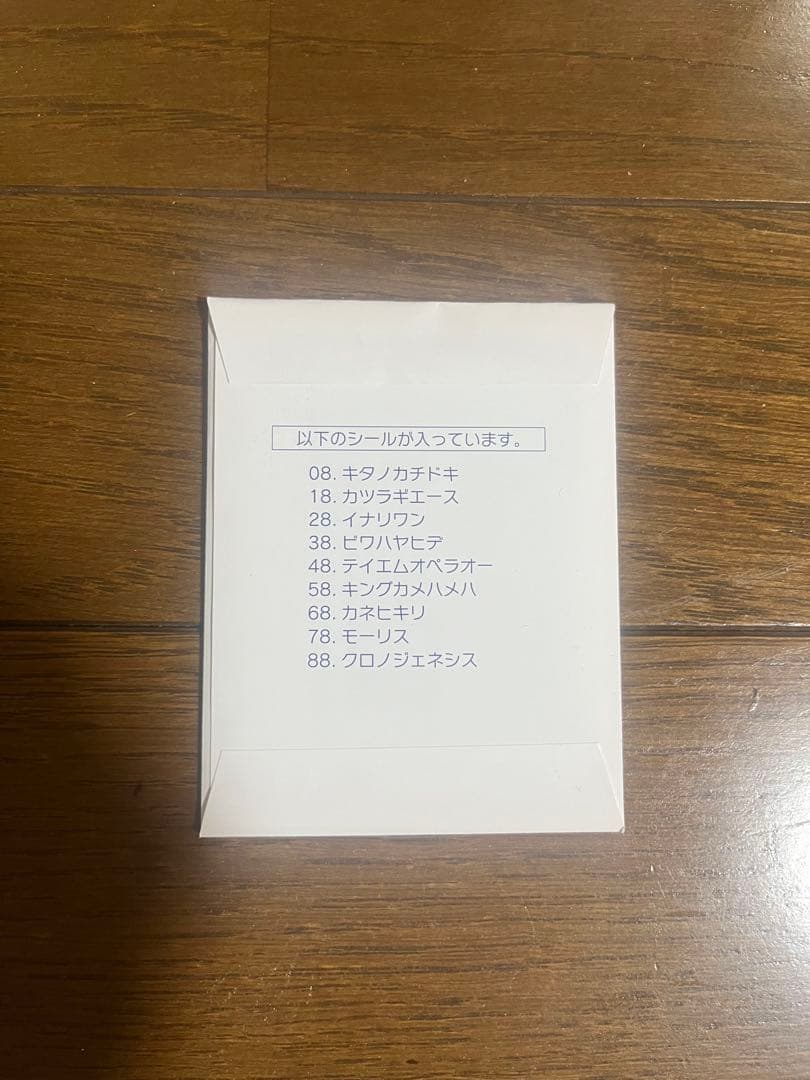 以下のシールが入っています。
08. キタノカチドキ
18. カツラギエース
28. イナリワン
38. ビワハヤヒデ
48. テイエムオペラオー
58. キングカメハメハ
68. カネヒキリ
78. モーリス
88. クロノジェネシス